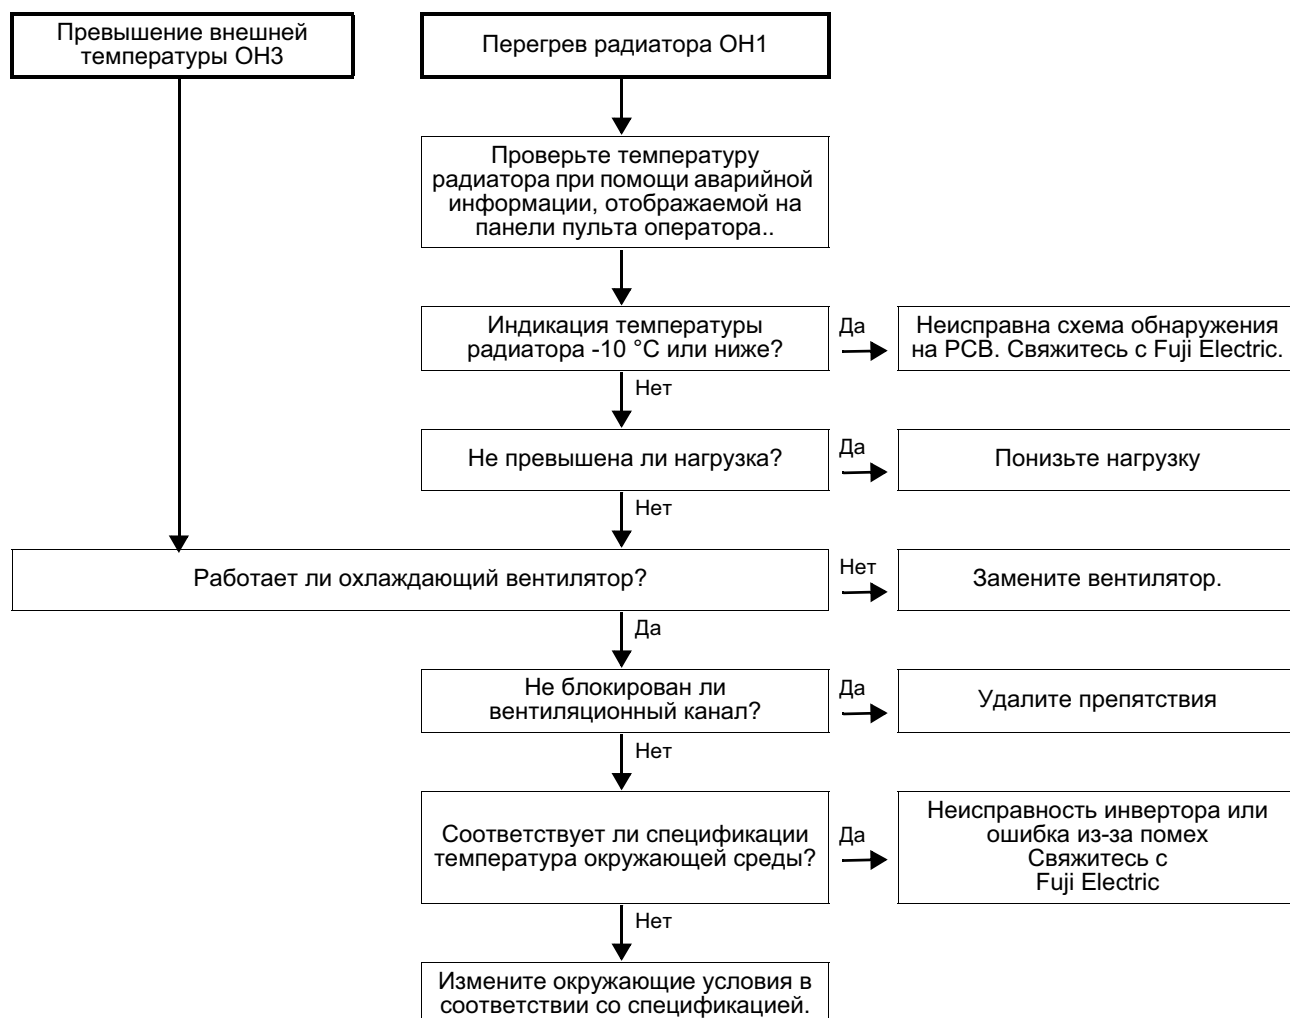 Превышение внешней
температуры OH3
Перегрев радиатора OH1
Проверьте температуру
радиатора при помощи аварийной
информации, отображаемой на
панели пульта оператора..
Индикация температуры
радиатора -10 °C или ниже?
Да
Неисправна схема обнаружения
на PCB. Свяжитесь с Fuji Electric.
Нет
Не превышена ли нагрузка?
Да
Понизьте нагрузку
Нет
Работает ли охлаждающий вентилятор?
Нет
Замените вентилятор.
Да
Не блокирован ли
вентиляционный канал?
Да
Удалите препятствия
Нет
Соответствует ли спецификации
температура окружающей среды?
Да
Неисправность инвертора или
ошибка из-за помех
Свяжитесь с
Fuji Electric
Нет
Измените окружающие условия в
соответствии со спецификацией.